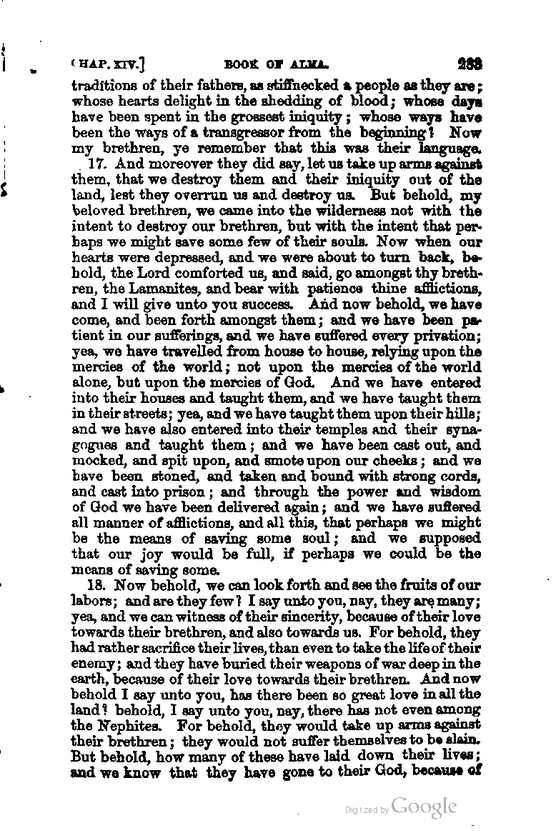 (HAP. XIV.] BOOK OF ALMA. 233
traditions of their fathers, as stiffnecked a people as they are;
whose hearts delight in the shedding of blood; whose days
have been spent in the grossest iniquity; whose ways have
been the ways of a transgressor from the beginning? Now
my brethren, ye remember that this was their language.
17. And moreover they did say, let us take up arms against
them, that we destroy them and their iniquity out of the
land, lest they overrun us and destroy us. But behold, my
beloved brethren, we came into the wilderness not with the
intent to destroy our brethren, but with the intent that per-
haps we might save some few of their souls. Now when our
hearts were depressed, and we were about to turn back, be-
hold, the Lord comforted us, and said, go amongst thy breth-
ren, the Lamanites, and bear with patience thine afflictions,
and I will give unto you success. And now behold, we have
come, and been forth amongst them; and we have been pa-
tient in our sufferings, and we have suffered every privation;
yea, we have travelled from house to house, relying upon the
mercies of the world; not upon the mercies of the world
alone, but upon the mercies of God. And we have entered
into their houses and taught them, and we have taught them
in their streets; yea, and we have taught them upon their hills;
and we have also entered into their temples and their syna-
gogues and taught them; and we have been cast out, and
mocked, and spit upon, and smote upon our cheeks; and we
have been stoned, and taken and bound with strong cords,
and cast into prison; and through the power and wisdom
of God we have been delivered again; and we have suffered
all manner of afflictions, and all this, that perhaps we might
be the means of saving some soul; and we supposed
that our joy would be full, if perhaps we could be the
means of saving some.
18. Now behold, we can look forth and see the fruits of our
labors; and are they few? I say unto you, nay, they are many;
yea, and we can witness of their sincerity, because of their love
towards their brethren, and also towards us. For behold, they
had rather sacrifice their lives, than even to take the life of their
enemy; and they have buried their weapons of war deep in the
earth, because of their love towards their brethren. And now
behold I say unto you, has there been so great love in all the
land? behold, I say unto you, nay, there has not even among
the Nephites. For behold, they would take up arms against
their brethren; they would not suffer themselves to be slain.
But behold, how many of these have laid down their lives;
and we know that they have gone to their God, because of
Digitized by Google